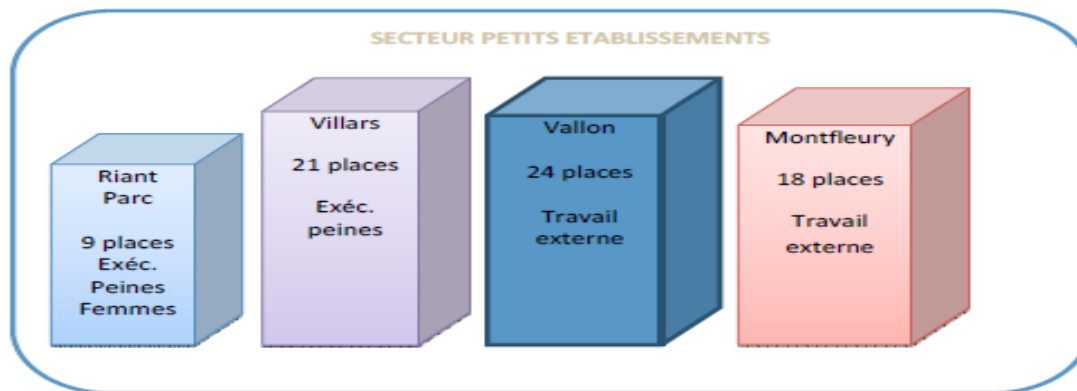 SECTEUR PETITS ETABLISSEMENTS
Riant
Parc
9 places
Exéc.
Peines
Femmes
Villars
21 places
Exéc.
peines
Vallon
24 places
Travail
externe
Montfleury
18 places
Travail
externe